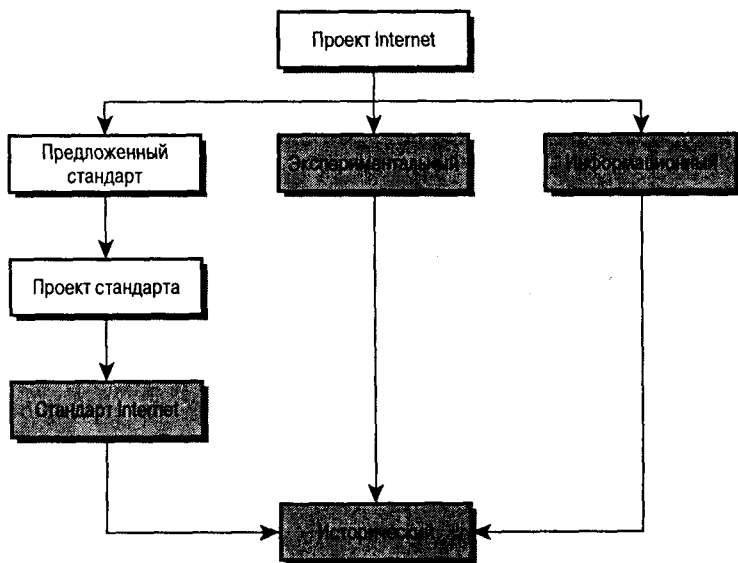 Проект Internet
Предложенный
стандарт
Экспериментальный
Информационный
Проект стандарта
Стандарт Internet
Исторический